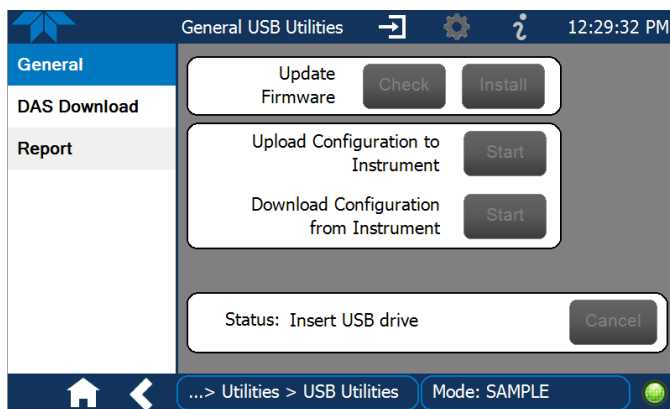 General USB Utilities
12:29:32 PM
General
DAS Download
Report
Update
Firmware
Check
Install
Upload Configuration to
Instrument
Start
Download Configuration
from Instrument
Start
Status: Insert USB drive
Cancel
...> Utilities > USB Utilities
Mode: SAMPLE